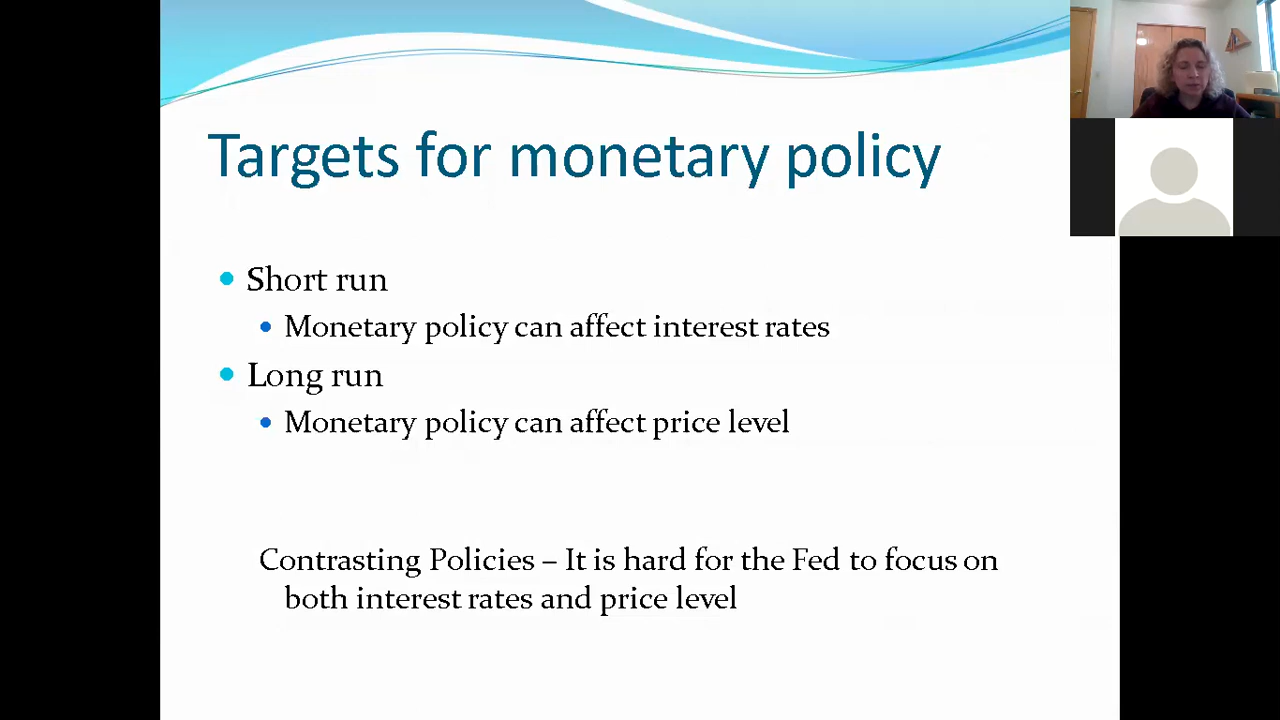 Targets for monetary policy
Short run
Monetary policy can affect interest rates
Long run
Monetary policy can affect price level
Contrasting Policies – It is hard for the Fed to focus on
both interest rates and price level